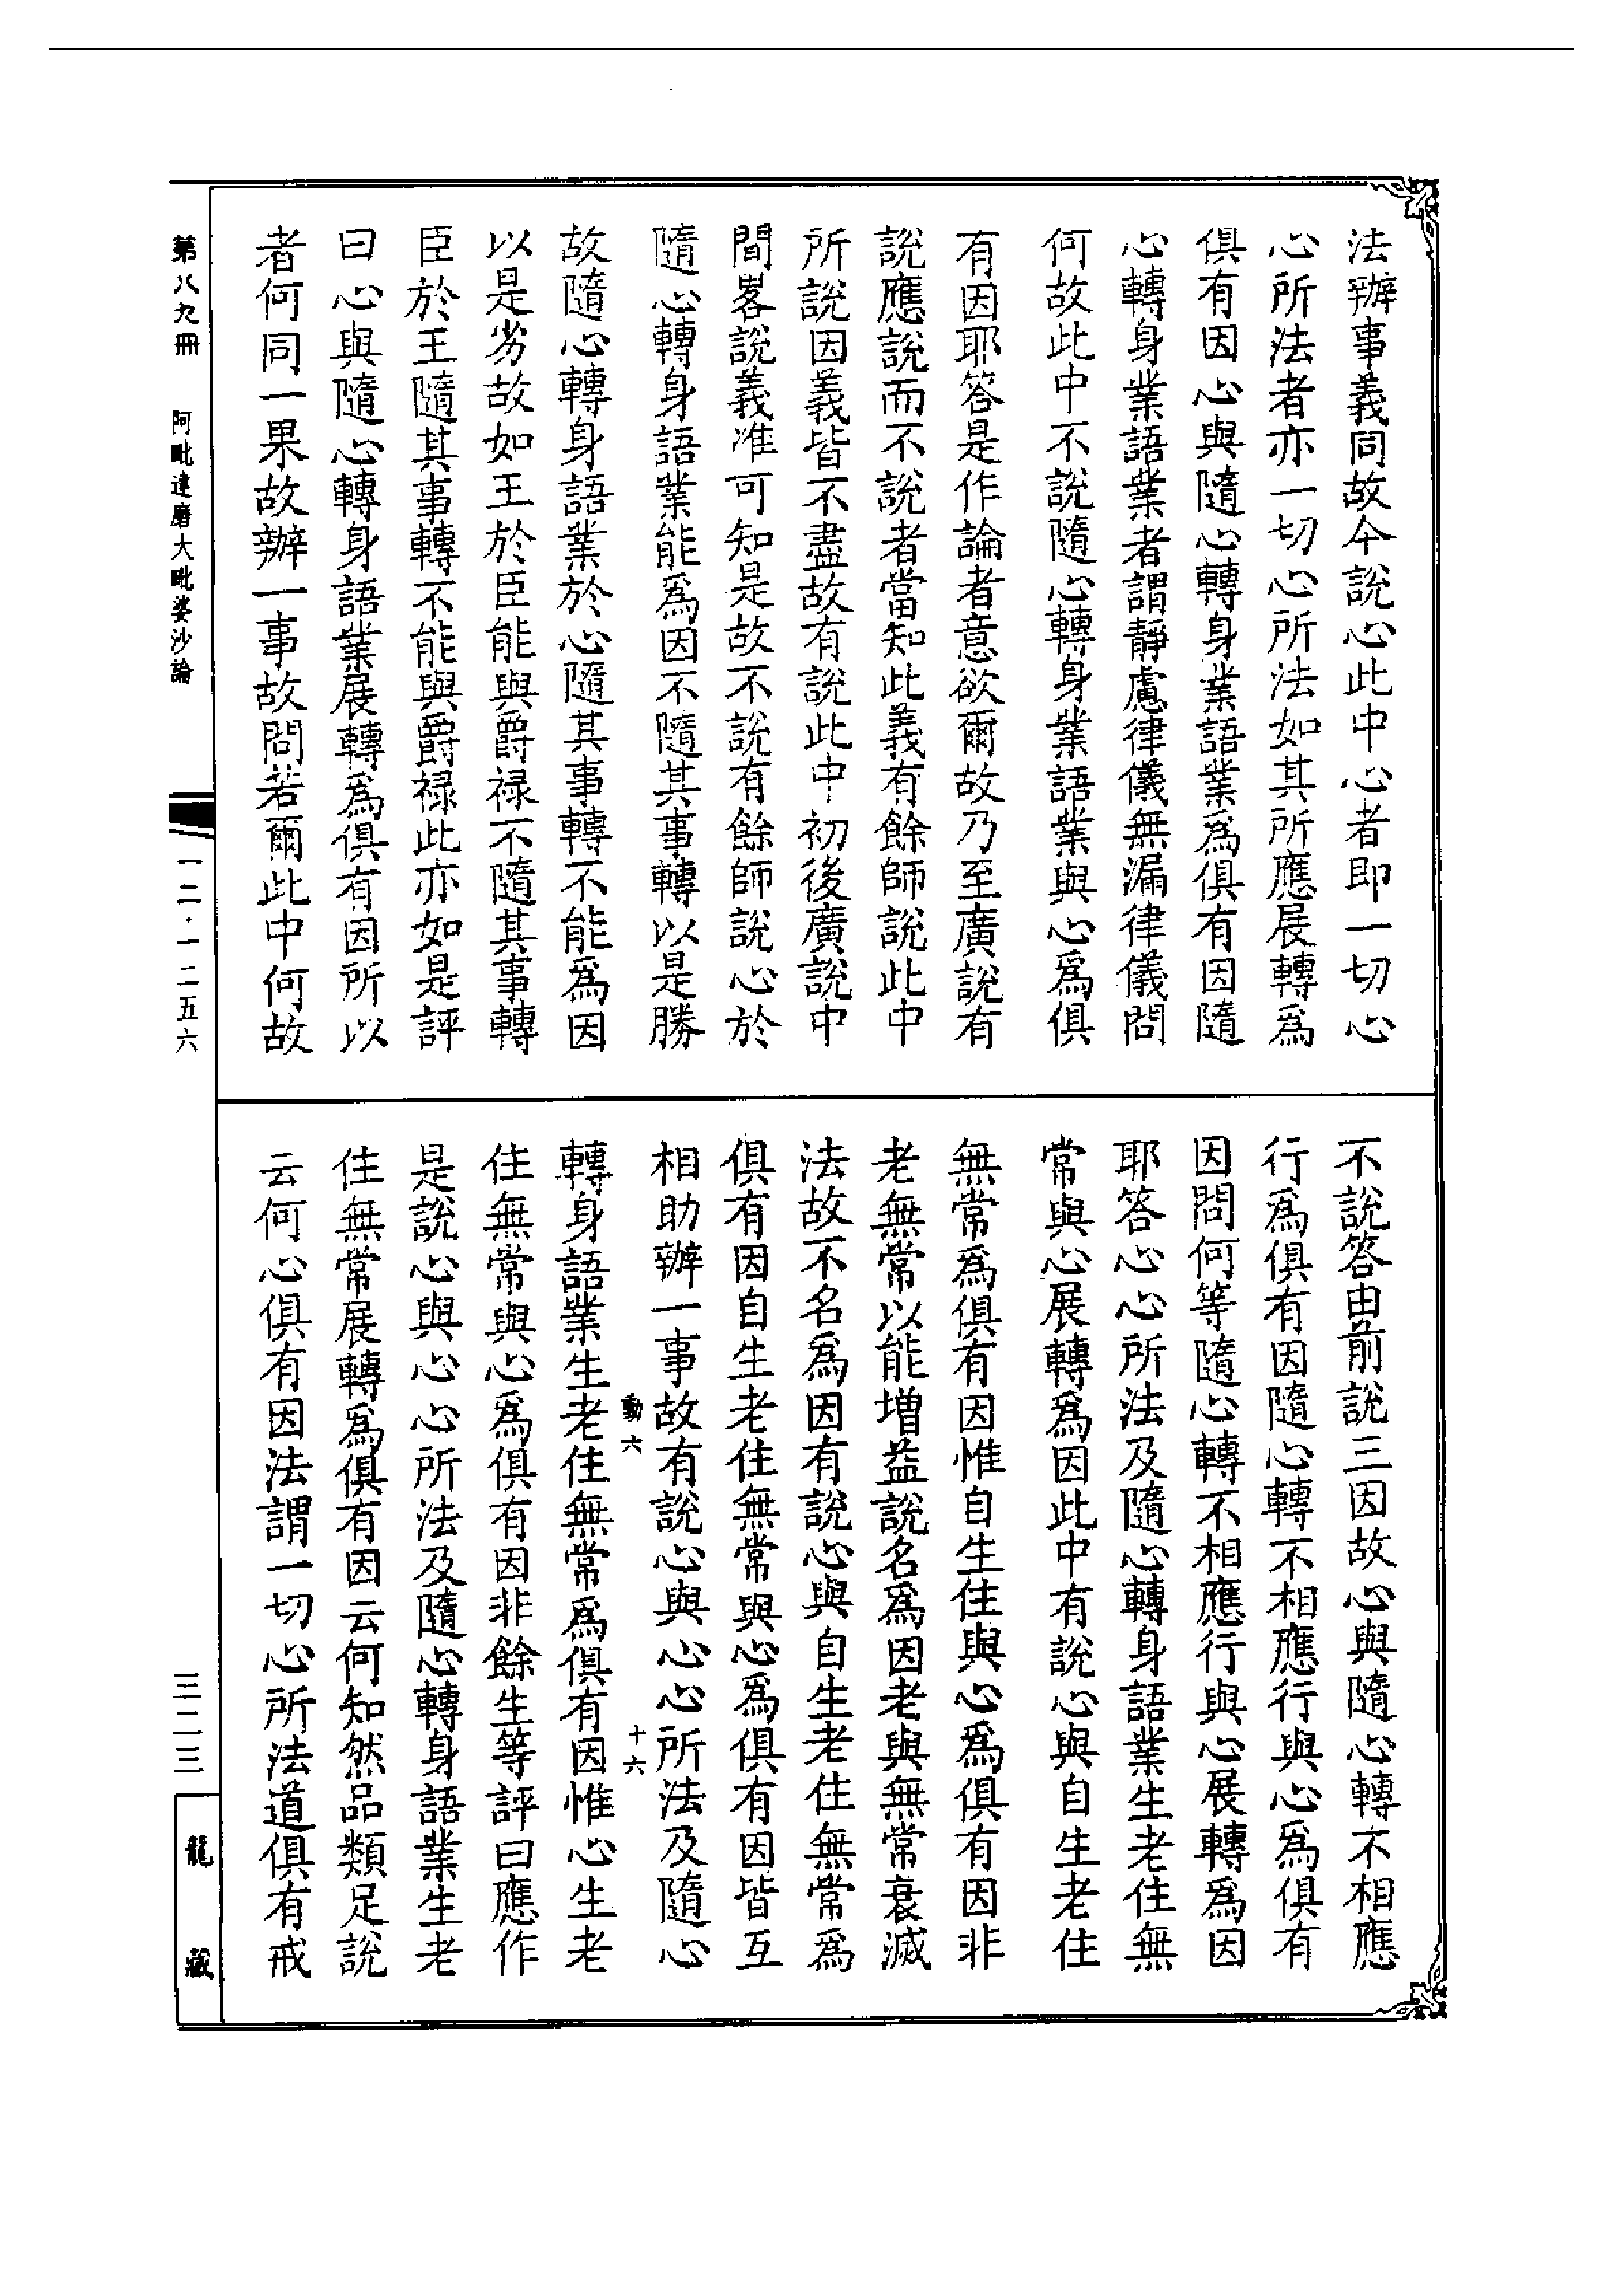 法辦事義同故今說心此中心者即一切心
心所法者亦一切心所法如其所應展轉為
俱有因心與隨心轉身業語業為俱有因隨
心轉身業語業者謂靜慮律儀無漏律儀問
何故此中不說隨心轉身業語業與心為俱
有因耶答是作論者意欲爾故乃至廣說有
說應說而不說者當知此義有餘師說此中
所說因義皆不盡故有說此中初後廣說中
間畧說義准可知是故不說有餘師說心於
隨心轉身語業能為因不隨其事轉以是勝
故隨心轉身語業於心隨其事轉不能為因
以是劣故如王於臣能與爵祿不隨其事轉
臣於王隨其事轉不能與爵祿此亦如是評
曰心與隨心轉身語業展轉為俱有因所以
者何同一果故辦一事故問若爾此中何故
不說答由前說三因故心與隨心轉不相應
行為俱有因隨心轉不相應行與心為俱有
因問何等隨心轉不相應行與心展轉為因
耶答心心所法及隨心轉身語業生老住無
常與心展轉為因此中有說心與自生老住
無常為俱有因惟自生住與心為俱有因非
老無常以能增益說名為因老與無常衰滅
法故不名為因有說心與自生老住無常為
俱有因自生老住無常與心為俱有因皆互
相助辦一事故有說心與心心所法及隨心
動六 十六
轉身語業生老住無常為俱有因惟心生老
住無常與心為俱有因非餘生等評曰應作
是說心與心心所法及隨心轉身語業生老
住無常展轉為俱有因云何知然品類足說
云何心俱有因法謂一切心所法道俱有戒
第八九冊 阿毗達磨大毗婆沙論
一二·一二五六
三二三
龍藏